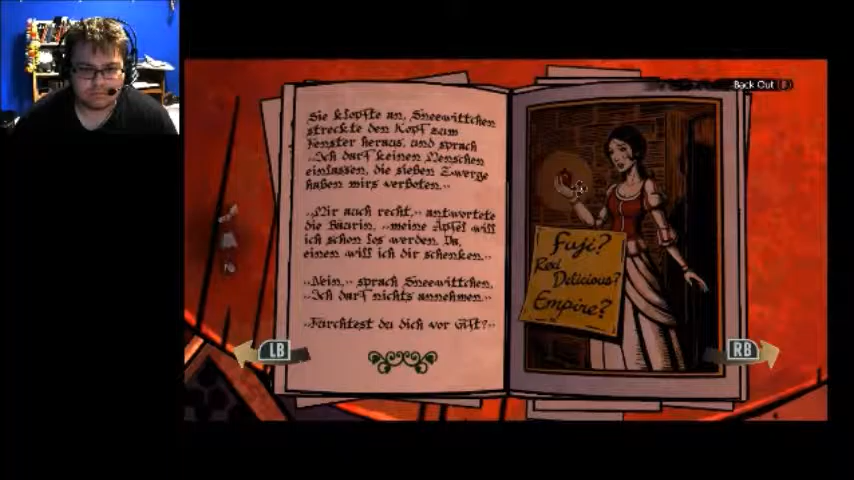 Back Out
Sie klopfte an, Sneewittchen
streckte den Kopf zum
Fenster heraus, und sprach
„Ich darf keinen Menschen
einlassen, die sieben Zwerge
haben mirs verboten.“
„Mir auch recht,“ antwortete
die Bäurin, „meine Äpfel will
ich schon los werden. Da,
einen will ich dir schenken.“
„Nein,“ sprach Sneewittchen,
„Ich darf nichts annehmen.“
„Fürchtest du dich vor Gift?“
Fuji?
Red
Delicious?
Empire?
LB
RB